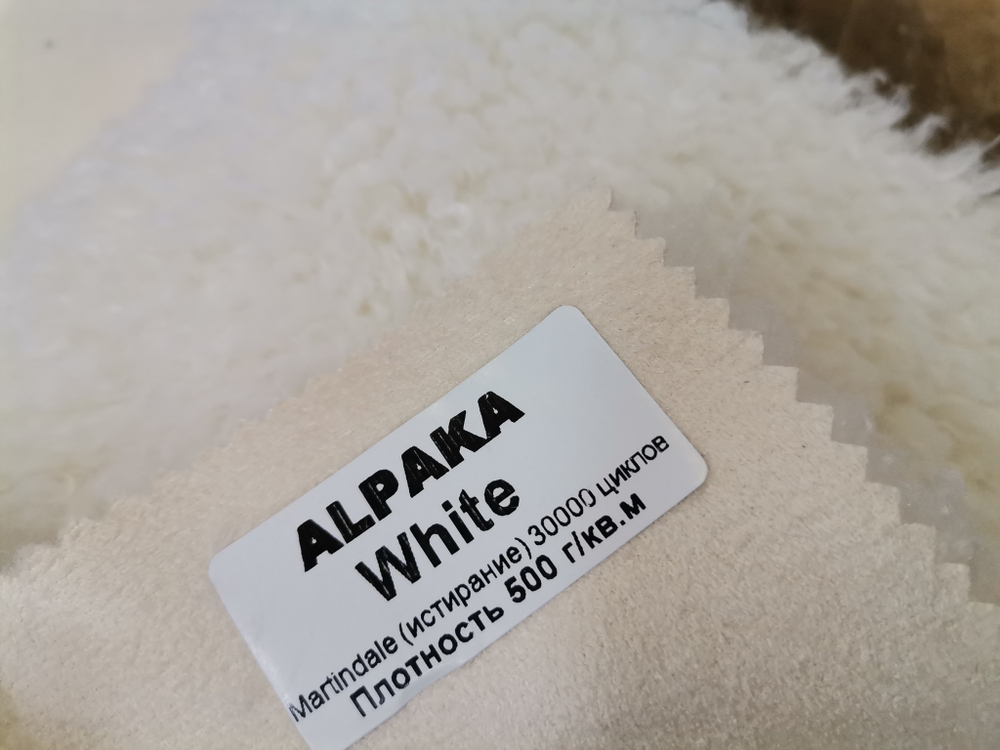 ALPAKA
White
Martindale (истирание) 30000 циклов
Плотность 500 г/кв.м